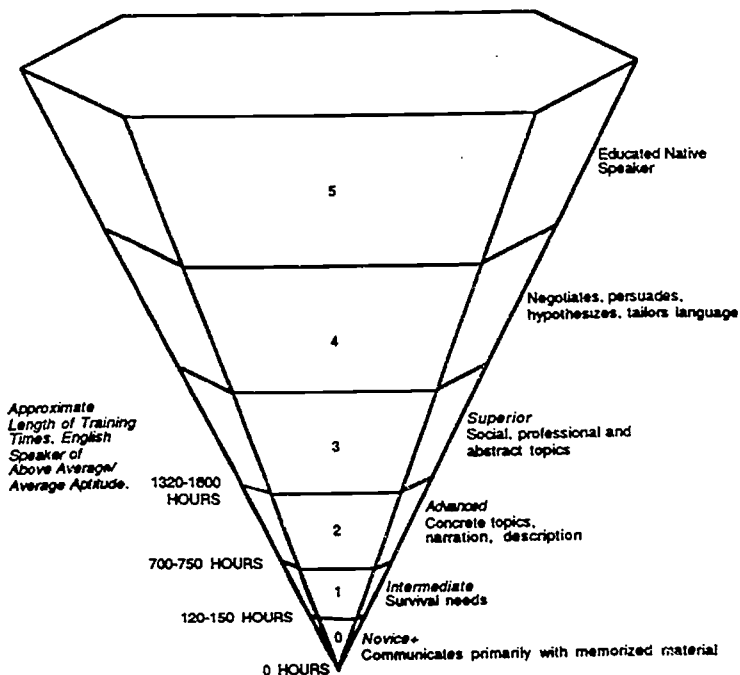 5
Educated Native
Speaker
4
Negotiates, persuades,
hypothesizes, tailors language
Approximate
Length of Training
Times, English
Speaker of
Above Average/
Average Aptitude.
3
Superior
Social, professional and
abstract topics
1320-1800
HOURS
2
Advanced
Concrete topics,
narration, description
700-750 HOURS
1
Intermediate
Survival needs
120-150 HOURS
0
Novice+
Communicates primarily with memorized material
0 HOURS